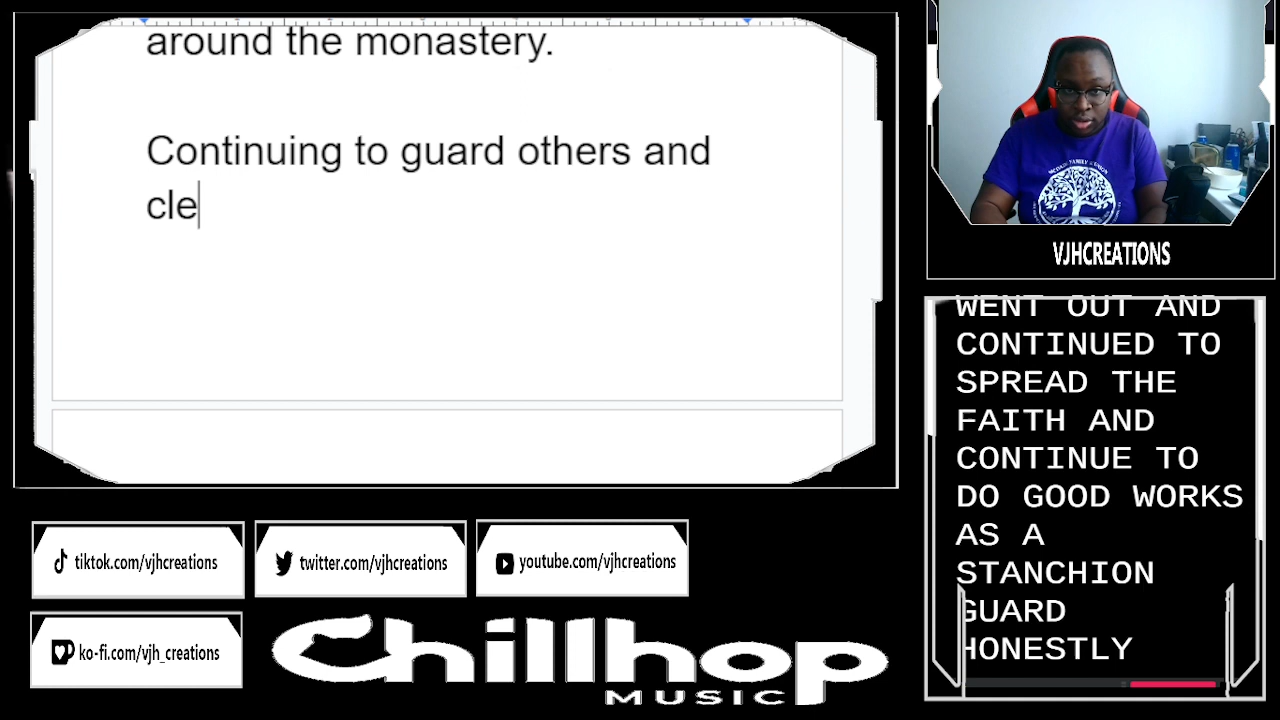 around the monastery.
Continuing to guard others and
cle
VJHCREATIONS
WENT OUT AND
CONTINUED TO
SPREAD THE
FAITH AND
CONTINUE TO
DO GOOD WORKS
AS A
STANCHION
GUARD
HONESTLY
tiktok.com/vjhcreations
twitter.com/vjhcreations
youtube.com/vjhcreations
ko-fi.com/vjh_creations
Chillhop
MUSIC